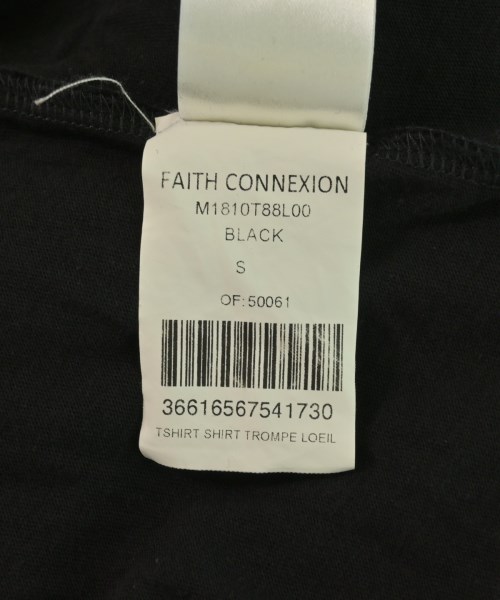 FAITH CONNEXION
M1810T88L00
BLACK
S
OF:50061
36616567541730
TSHIRT SHIRT TROMPE LOEIL